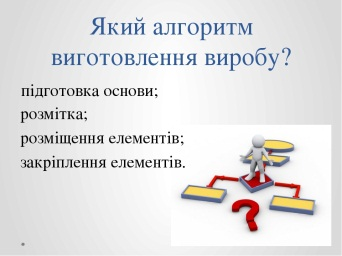 Який алгоритм
виготовлення виробу?
підготовка основи;
розмітка;
розміщення елементів;
закріплення елементів.